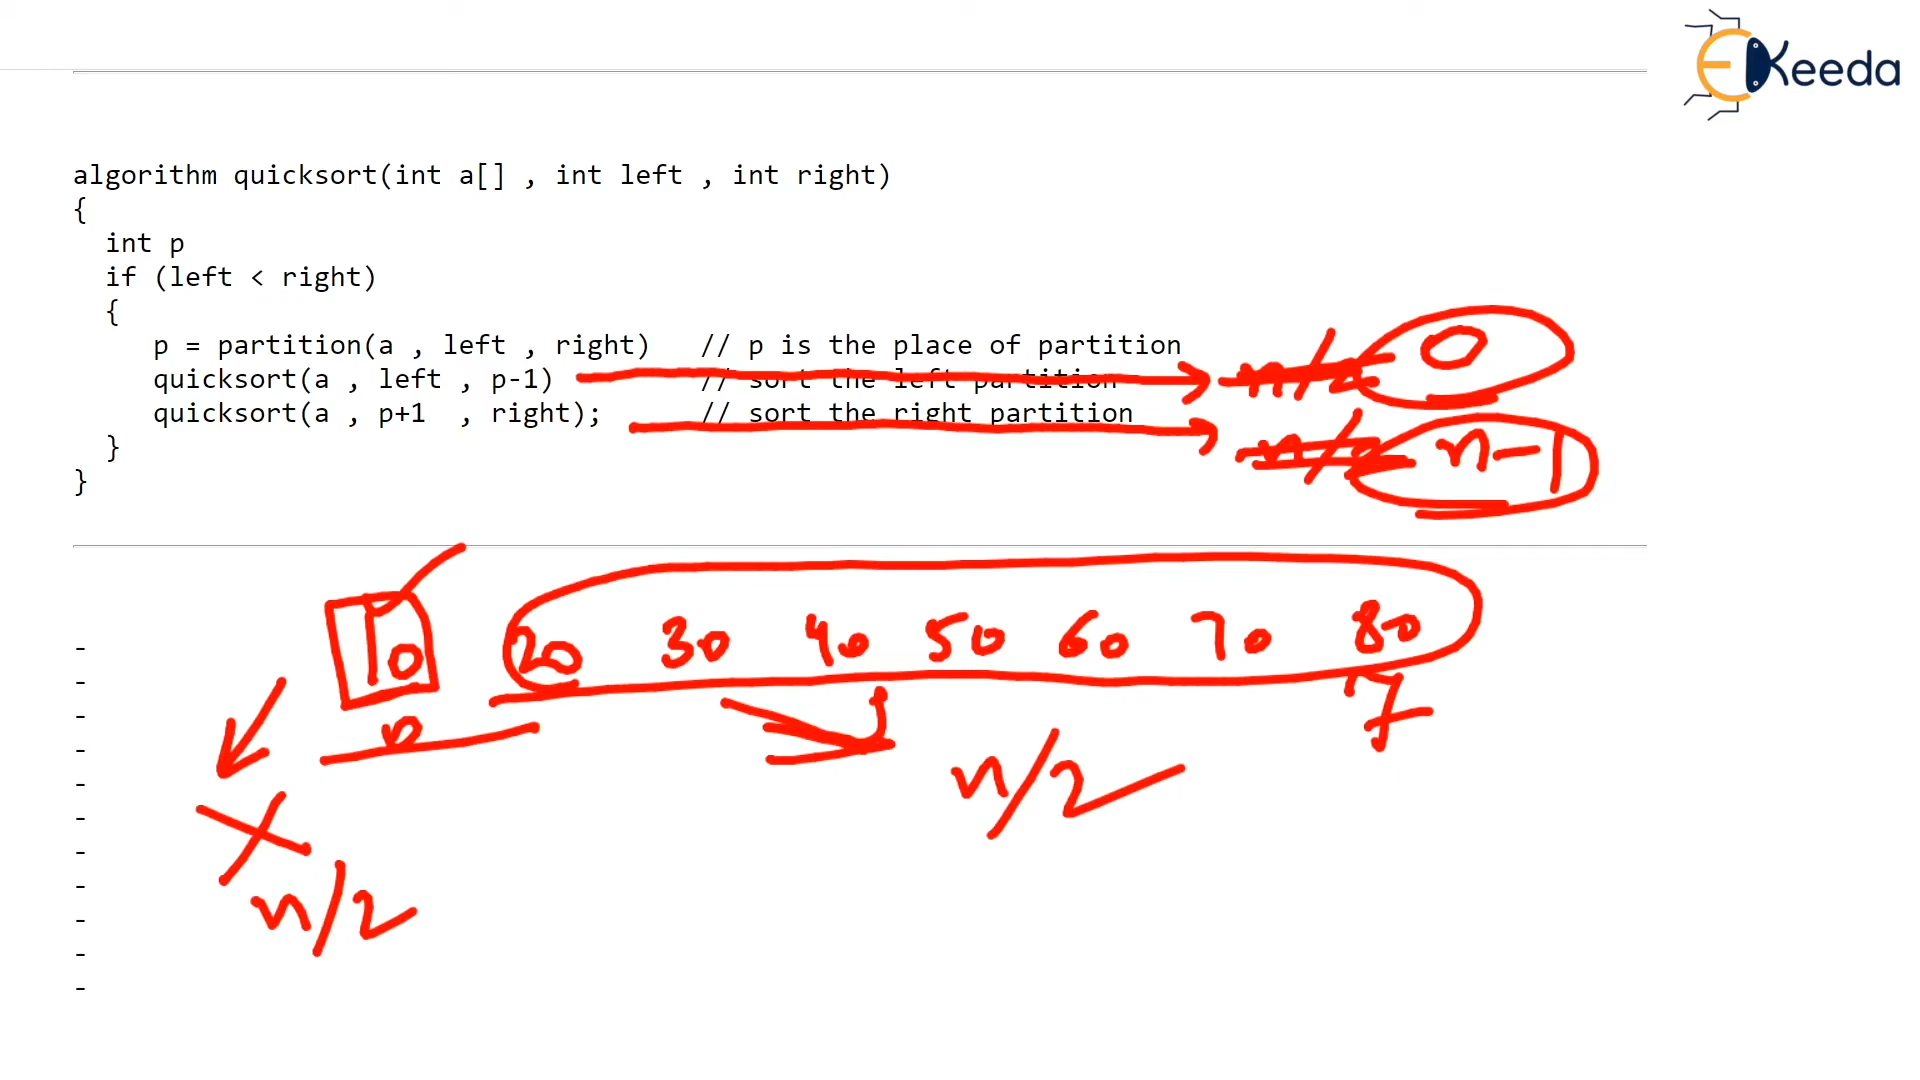 EKeeda
algorithm quicksort(int a[] , int left , int right)
{
int p
if (left < right)
{
p = partition(a , left , right) // p is the place of partition
quicksort(a , left , p-1) // sort the left partition n/2 0
quicksort(a , p+1 , right); // sort the right partition n/2 n-1
}
}
10 20 30 40 50 60 70 80
-
-
0 7
-
-
n/2
-
-
-
-
n/2
-
-
-